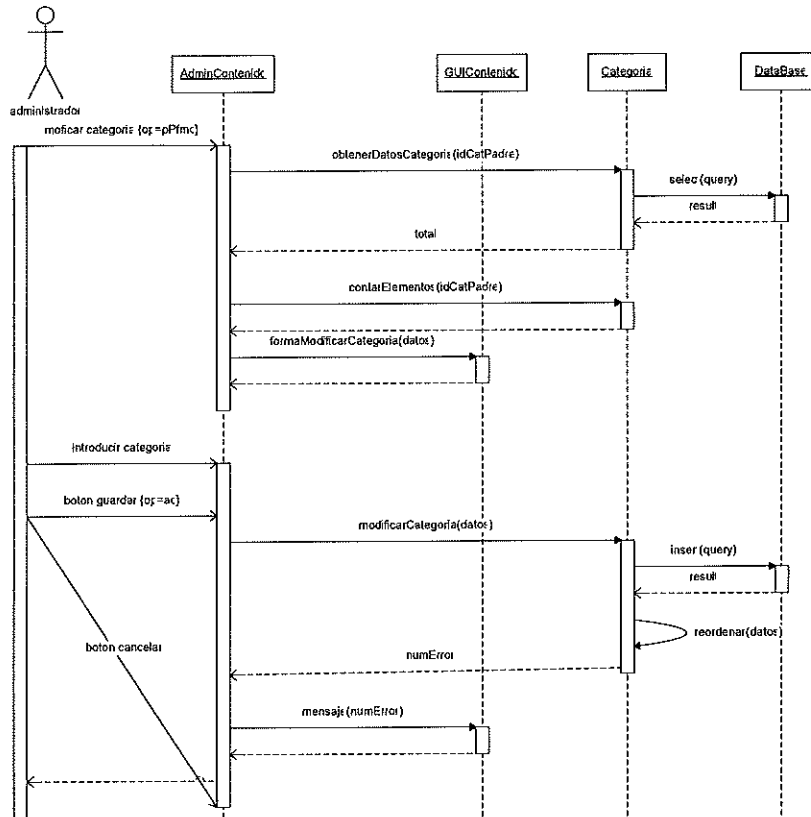 AdminContenido
GUIContenido
Categoria
DataBase
administrador
moficar categoria {op=pPfmc}
obtenerDatosCategoria(idCatPadre)
selec(query)
result
total
contarElementos(idCatPadre)
formaModificarCategoria(datos)
Introducir categoria
boton guardar {op=ac}
modificarCategoria(datos)
inser(query)
result
reordenar(datos)
boton cancelar
numError
mensaje(numError)